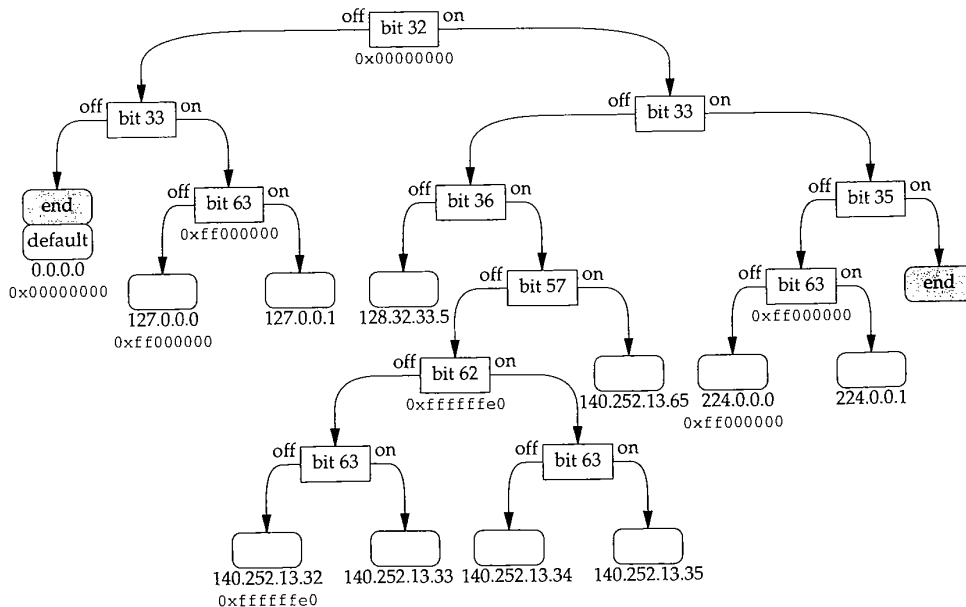 off bit 32 on
0x00000000
off bit 33 on
off bit 33 on
end
default
0.0.0.0
0x00000000
off bit 63 on
0xff000000
127.0.0.0
0xff000000
127.0.0.1
off bit 36 on
128.32.33.5
off bit 57 on
off bit 62 on
0xffffffe0
140.252.13.65
off bit 35 on
off bit 63 on
0xff000000
end
224.0.0.0
0xff000000
224.0.0.1
off bit 63 on
off bit 63 on
140.252.13.32
0xffffffe0
140.252.13.33
140.252.13.34
140.252.13.35